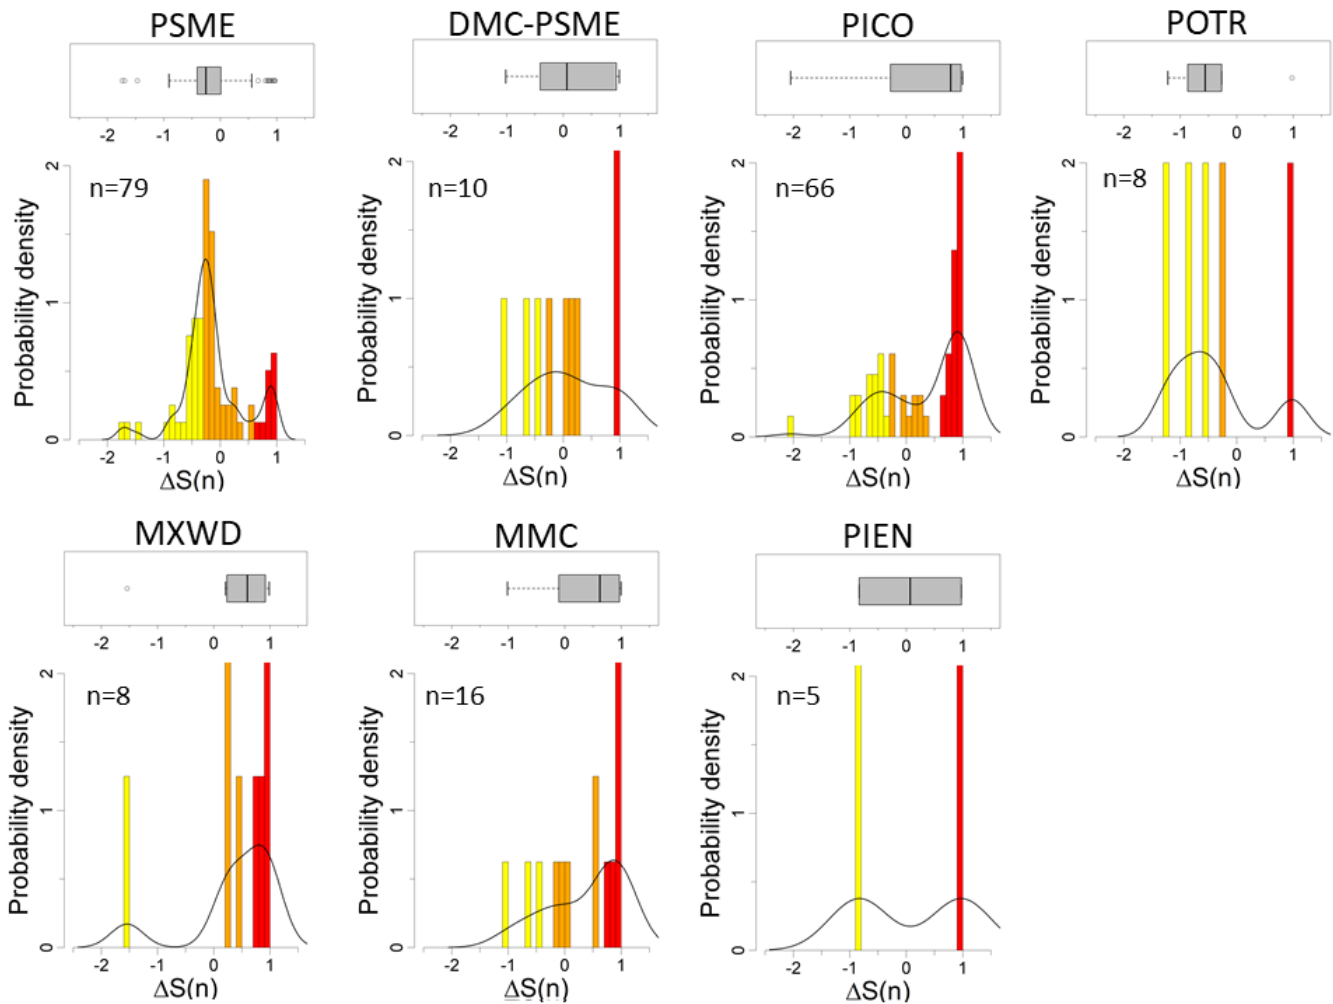 PSME
-2 -1 0 1
n=79
Probability density
0 1 2
-2 -1 0 1
ΔS(n)
DMC-PSME
-2 -1 0 1
n=10
Probability density
0 1 2
-2 -1 0 1
ΔS(n)
PICO
-2 -1 0 1
n=66
Probability density
0 1 2
-2 -1 0 1
ΔS(n)
POTR
-2 -1 0 1
n=8
Probability density
0 1 2
-2 -1 0 1
ΔS(n)
MXWD
-2 -1 0 1
n=8
Probability density
0 1 2
-2 -1 0 1
ΔS(n)
MMC
-2 -1 0 1
n=16
Probability density
0 1 2
-2 -1 0 1
ΔS(n)
PIEN
-2 -1 0 1
n=5
Probability density
0 1 2
-2 -1 0 1
ΔS(n)